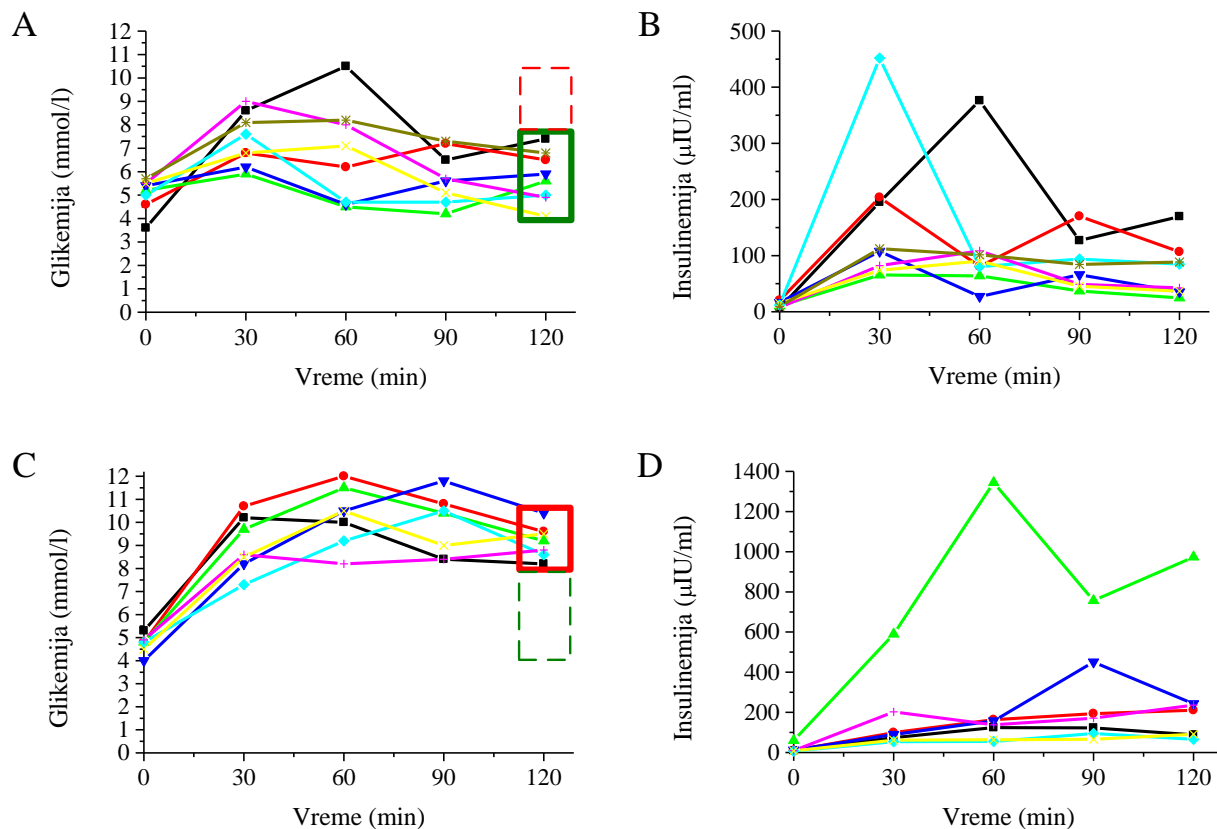 A
Glikemija (mmol/l)
12
11
10
9
8
7
6
5
4
3
2
1
0
0 30 60 90 120
Vreme (min)
B
Insulinemija (µIU/ml)
500
400
300
200
100
0
0 30 60 90 120
Vreme (min)
C
Glikemija (mmol/l)
12
11
10
9
8
7
6
5
4
3
2
1
0
0 30 60 90 120
Vreme (min)
D
Insulinemija (µIU/ml)
1400
1200
1000
800
600
400
200
0
0 30 60 90 120
Vreme (min)